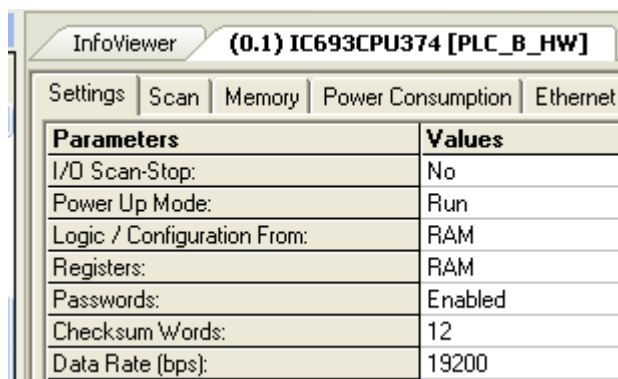 InfoViewer (0.1) IC693CPU374 [PLC_B_HW]
Settings Scan Memory Power Consumption Ethernet
Parameters Values
I/O Scan-Stop: No
Power Up Mode: Run
Logic / Configuration From: RAM
Registers: RAM
Passwords: Enabled
Checksum Words: 12
Data Rate (bps): 19200